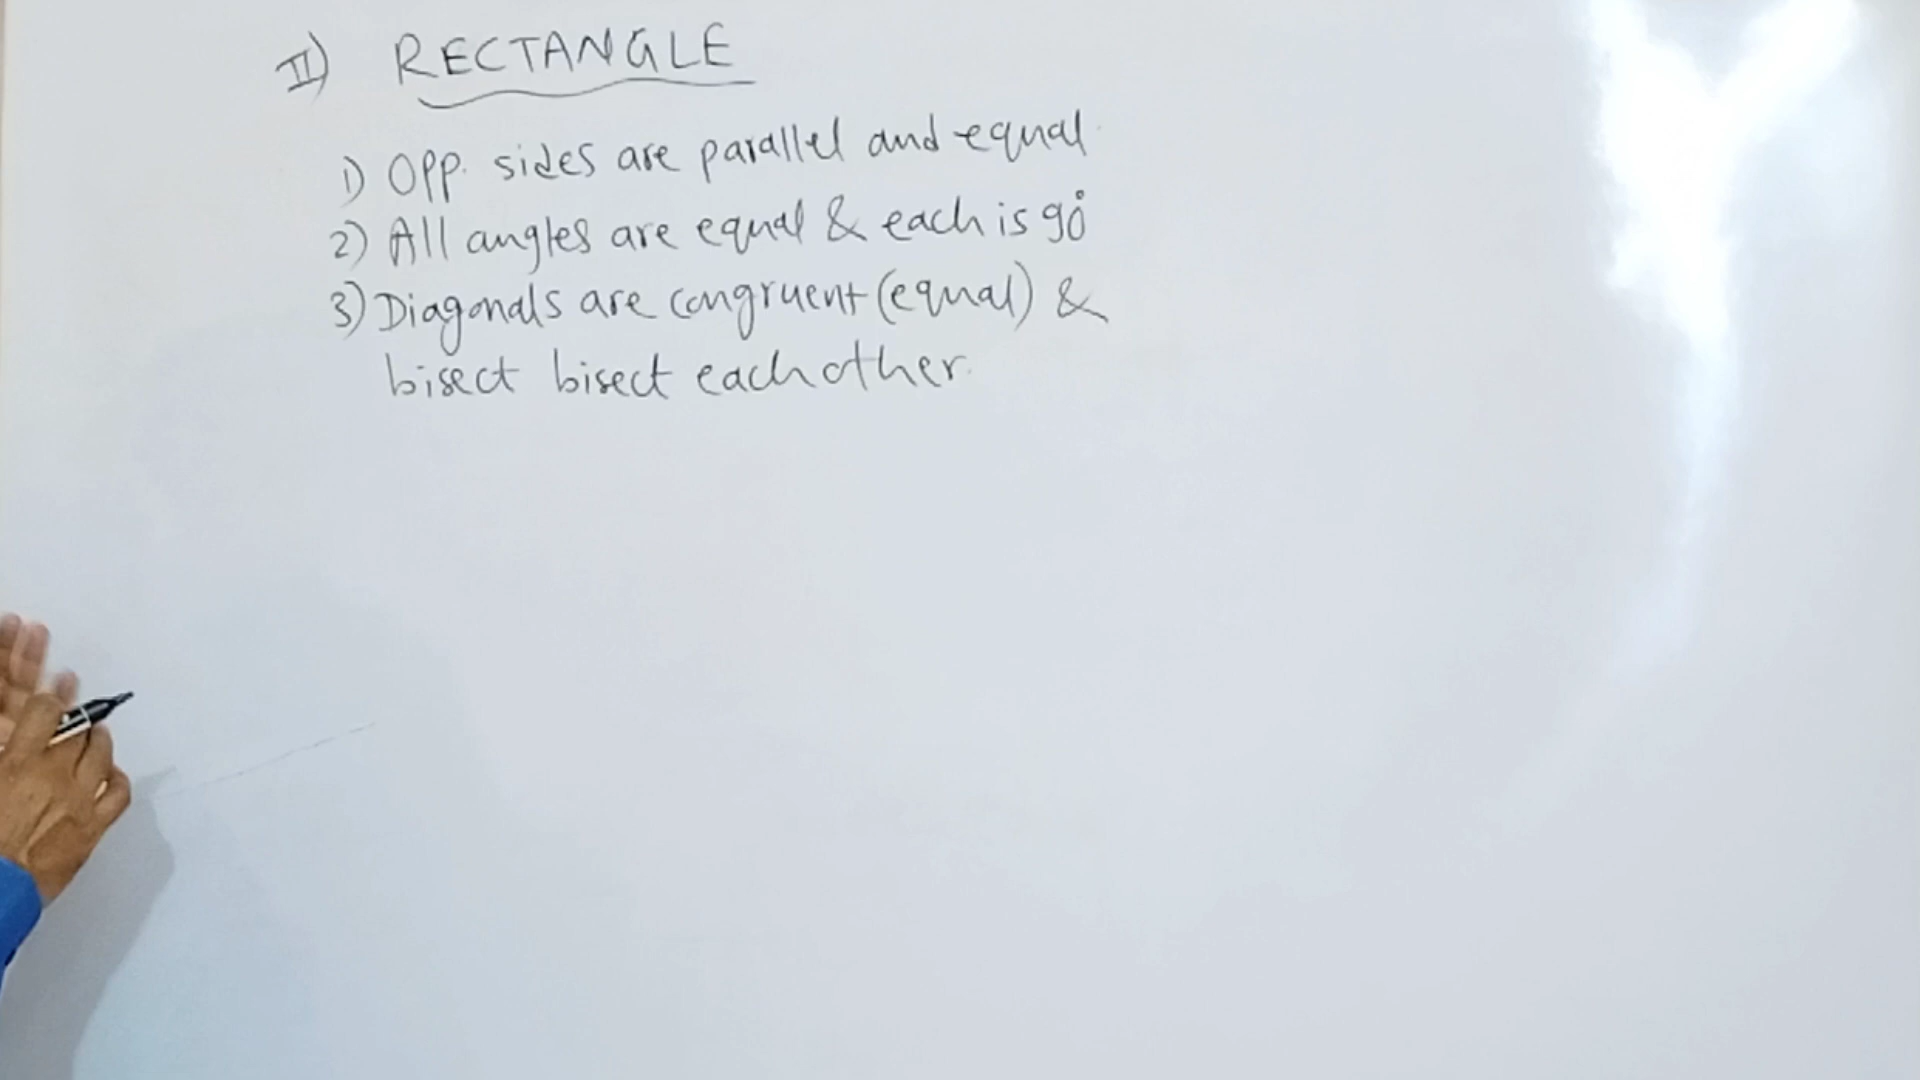 II) RECTANGLE
1) Opp. sides are parallel and equal.
2) All angles are equal & each is 90°
3) Diagonals are congruent (equal) &
bisect bisect each other.